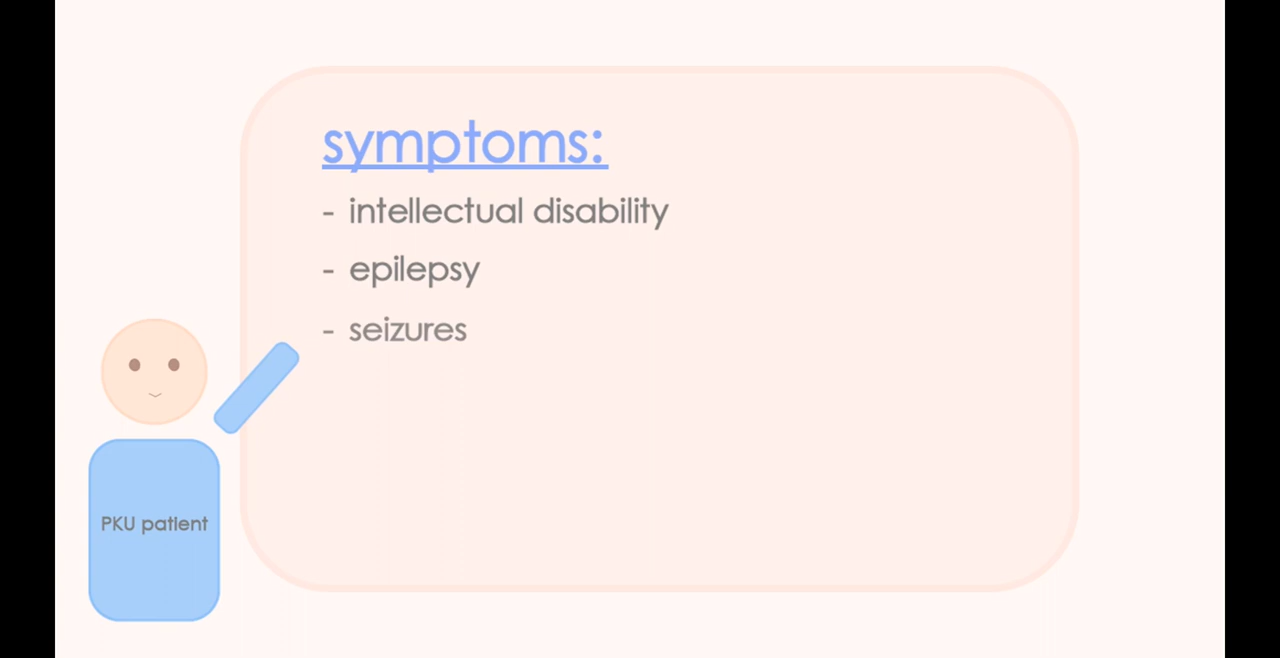 symptoms:
- intellectual disability
- epilepsy
- seizures
PKU patient